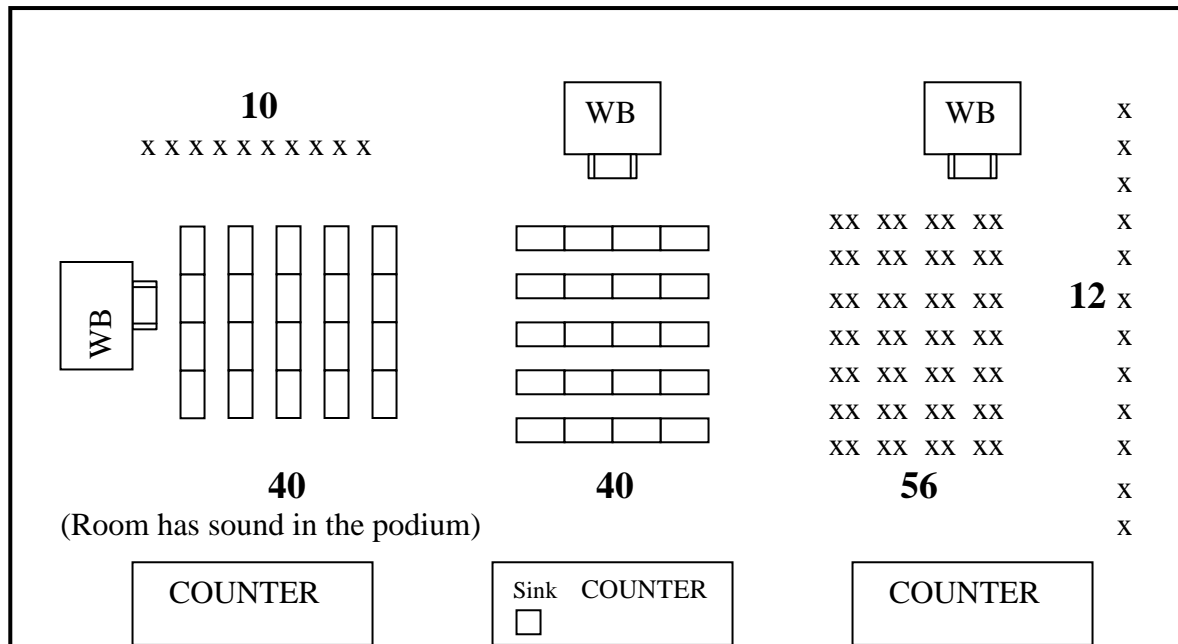 10 WB WB x
x x x x x x x x x x x
x
xx xx xx xx x
xx xx xx xx x
xx xx xx xx 12 x
WB xx xx xx xx x
xx xx xx xx x
xx xx xx xx x
xx xx xx xx x
40 40 56 x
(Room has sound in the podium) x
COUNTER Sink COUNTER COUNTER